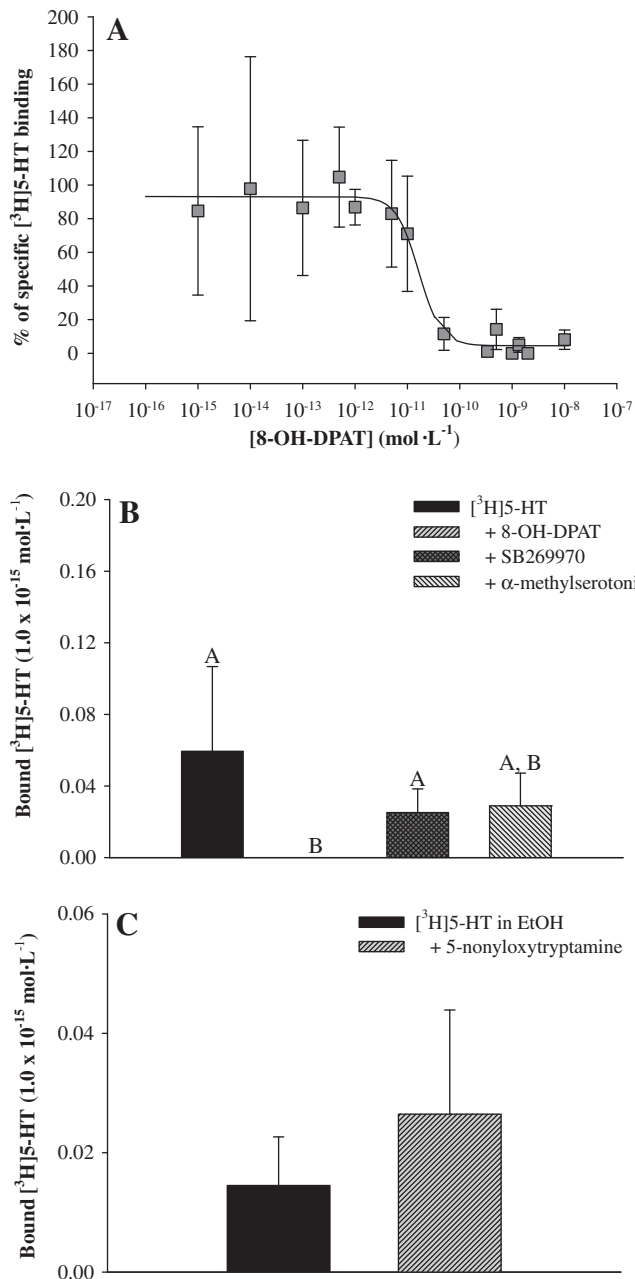 A
% of specific [³H]5-HT binding
200
180
160
140
120
100
80
60
40
20
0
10⁻¹⁷ 10⁻¹⁶ 10⁻¹⁵ 10⁻¹⁴ 10⁻¹³ 10⁻¹² 10⁻¹¹ 10⁻¹⁰ 10⁻⁹ 10⁻⁸ 10⁻⁷
[8-OH-DPAT] (mol·L⁻¹)
B
Bound [³H]5-HT (1.0 x 10⁻¹⁵ mol·L⁻¹)
0.20
0.16
0.12
0.08
0.04
0.00
[³H]5-HT
+ 8-OH-DPAT
+ SB269970
+ α-methylserotoni
A
B
A
A, B
C
Bound [³H]5-HT (1.0 x 10⁻¹⁵ mol·L⁻¹)
0.06
0.04
0.02
0.00
[³H]5-HT in EtOH
+ 5-nonyloxytryptamine